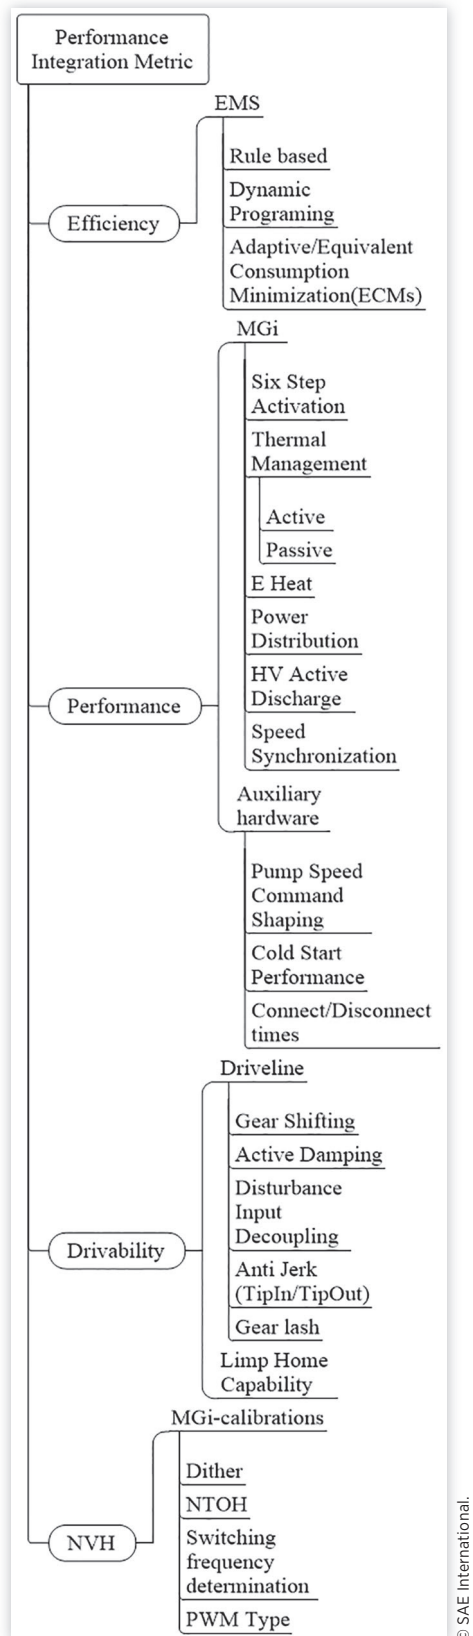 Performance
Integration Metric
EMS
Rule based
Dynamic
Programing
Efficiency
Adaptive/Equivalent
Consumption
Minimization(ECMs)
MGi
Six Step
Activation
Thermal
Management
Active
Passive
E Heat
Power
Distribution
HV Active
Discharge
Performance
Speed
Synchronization
Auxiliary
hardware
Pump Speed
Command
Shaping
Cold Start
Performance
Connect/Disconnect
times
Driveline
Gear Shifting
Active Damping
Disturbance
Input
Decoupling
Drivability
Anti Jerk
(TipIn/TipOut)
Gear lash
Limp Home
Capability
MGi-calibrations
Dither
NTOH
Switching
frequency
determination
NVH
PWM Type
© SAE International.